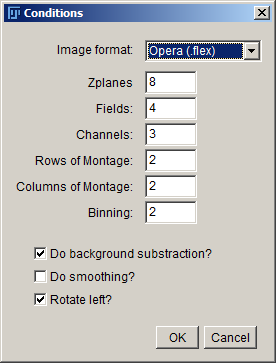 Conditions
Image format: Opera (.flex)
Zplanes 8
Fields: 4
Channels: 3
Rows of Montage: 2
Columns of Montage: 2
Binning: 2
Do background substraction?
Do smoothing?
Rotate left?
OK Cancel